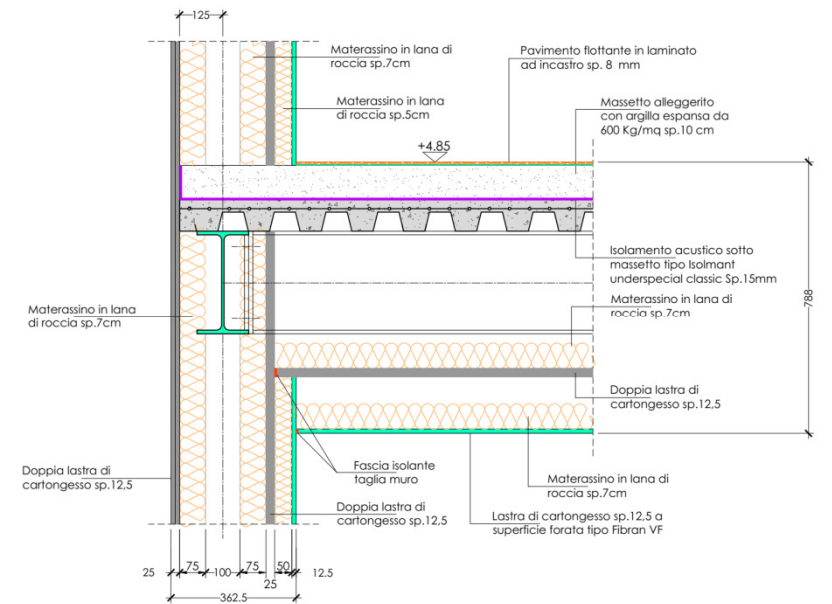 125
Materassino in lana di
roccia sp.7cm
Pavimento flottante in laminato
ad incastro sp. 8 mm
Materassino in lana
di roccia sp.5cm
Massetto alleggerito
con argilla espansa da
600 Kg/mq sp.10 cm
+4.85
Isolamento acustico sotto
massetto tipo Isolmant
underspecial classic Sp.15mm
Materassino in lana di
roccia sp.7cm
788
Materassino in lana
di roccia sp.7cm
Doppia lastra di
cartongesso sp.12,5
Fascia isolante
taglia muro
Doppia lastra di
cartongesso sp.12,5
Materassino in lana di
roccia sp.7cm
Doppia lastra di
cartongesso sp.12,5
Lastra di cartongesso sp.12,5 a
superficie forata tipo Fibran VF
25 75 100 75 50 12.5
25
362.5